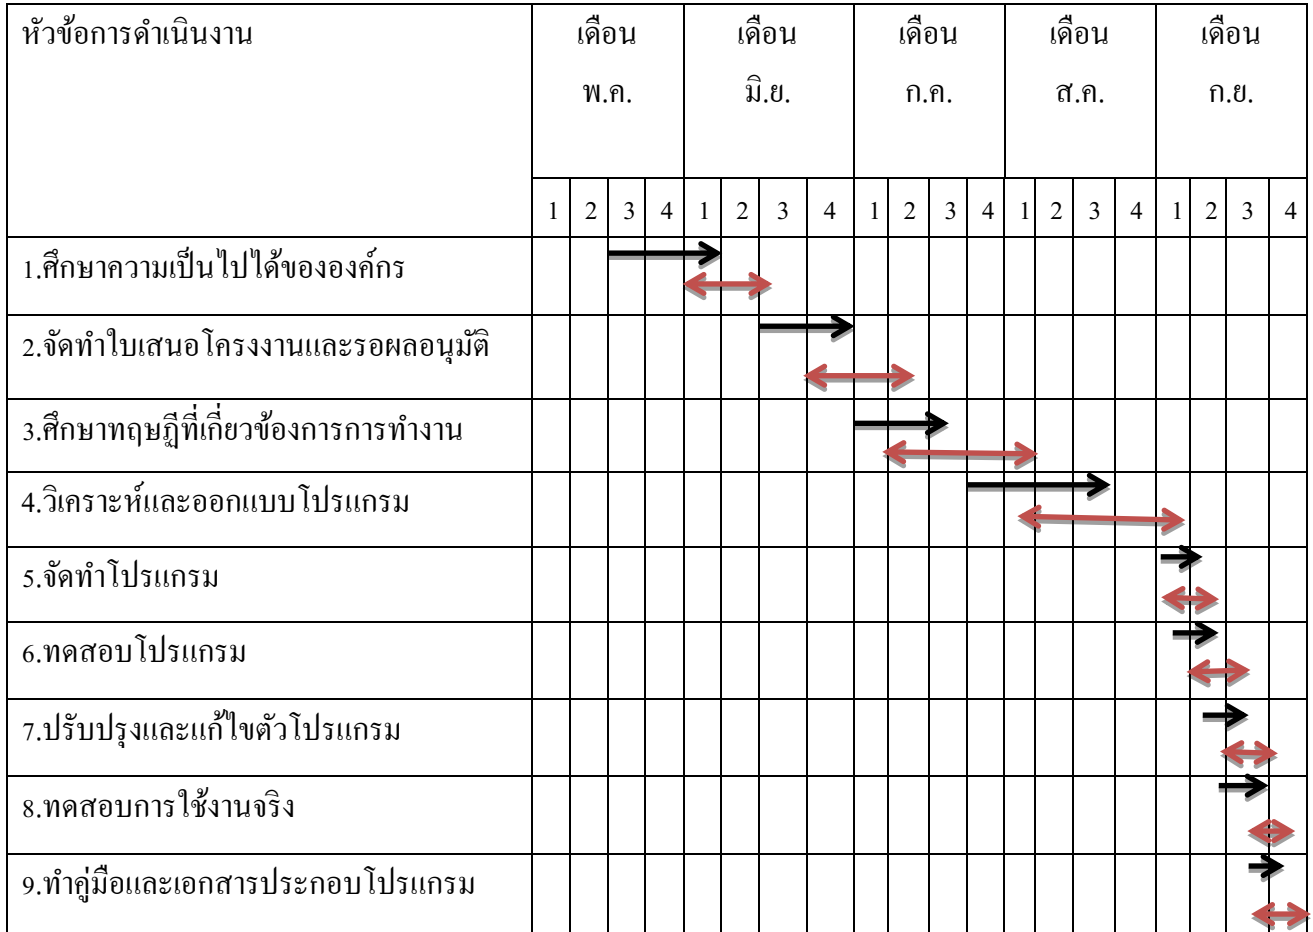 หัวข้อการดำเนินงาน
เดือน เดือน เดือน เดือน เดือน
พ.ค. มิ.ย. ก.ค. ส.ค. ก.ย.
1 2 3 4 1 2 3 4 1 2 3 4 1 2 3 4 1 2 3 4
1.ศึกษาความเป็นไปได้ขององค์กร
2.จัดทำใบเสนอโครงงานและรอผลอนุมัติ
3.ศึกษาทฤษฏีที่เกี่ยวข้องการการทำงาน
4.วิเคราะห์และออกแบบโปรแกรม
5.จัดทำโปรแกรม
6.ทดสอบโปรแกรม
7.ปรับปรุงและแก้ไขตัวโปรแกรม
8.ทดสอบการใช้งานจริง
9.ทำคู่มือและเอกสารประกอบโปรแกรม